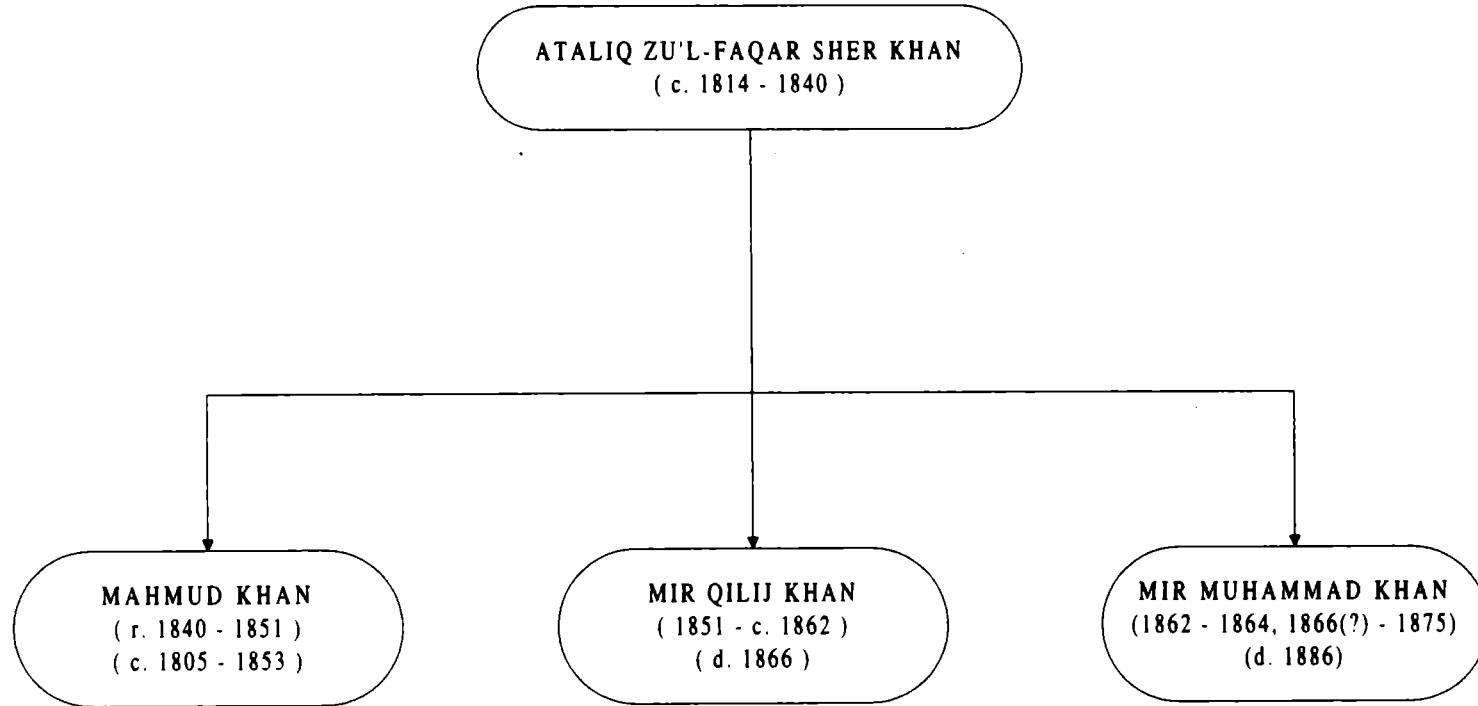 ATALIQ ZU'L-FAQAR SHER KHAN
( c. 1814 - 1840 )
MAHMUD KHAN
( r. 1840 - 1851 )
( c. 1805 - 1853 )
MIR QILIJ KHAN
( 1851 - c. 1862 )
( d. 1866 )
MIR MUHAMMAD KHAN
(1862 - 1864, 1866(?) - 1875)
(d. 1886)